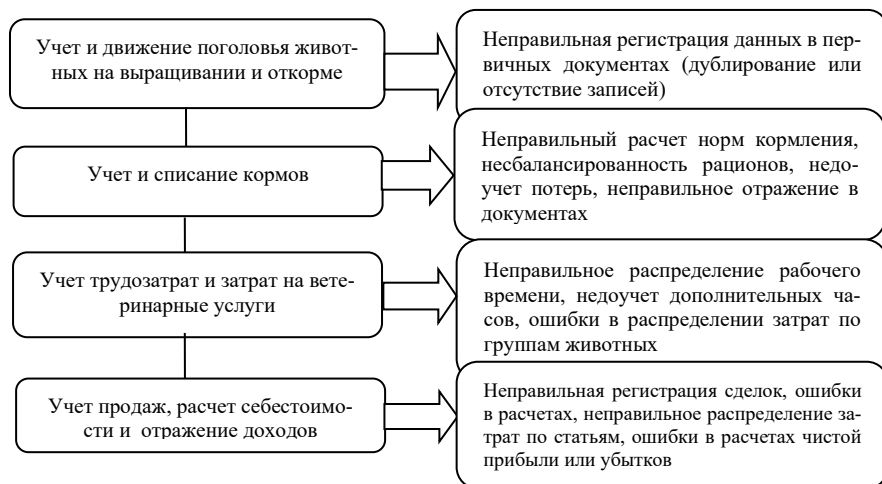 Учет и движение поголовья живот-
ных на выращивании и откорме
Неправильная регистрация данных в пер-
вичных документах (дублирование или
отсутствие записей)
Учет и списание кормов
Неправильный расчет норм кормления,
несбалансированность рационов, недо-
учет потерь, неправильное отражение в
документах
Учет трудозатрат и затрат на вете-
ринарные услуги
Неправильное распределение рабочего
времени, недоучет дополнительных ча-
сов, ошибки в распределении затрат по
группам животных
Учет продаж, расчет себестоимо-
сти и отражение доходов
Неправильная регистрация сделок, ошибки
в расчетах, неправильное распределение за-
трат по статьям, ошибки в расчетах чистой
прибыли или убытков